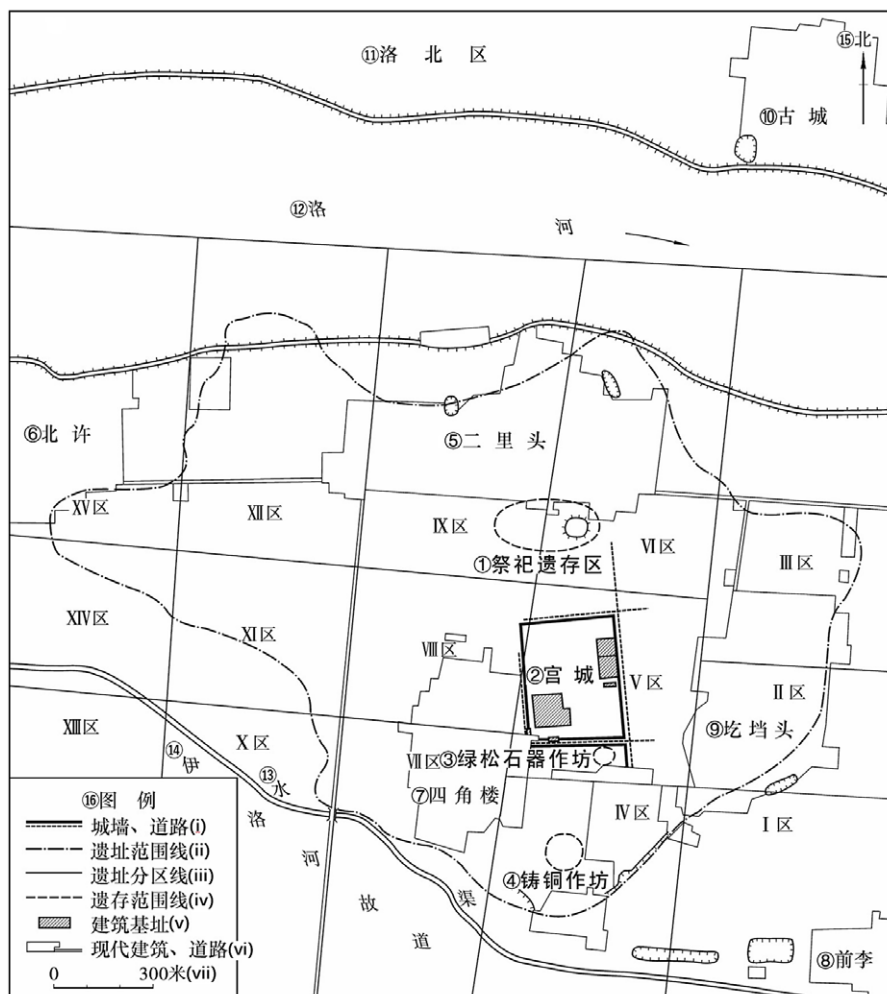 ⑪洛北区
⑮北
⑩古城
⑫洛河
⑥北许
⑤二里头
XV区
XII区
IX区
VI区
III区
①祭祀遗存区
XIV区
XI区
VIII区
②宫城
V区
II区
⑨圪垱头
XIII区
X区
VII区
③绿松石器作坊
⑦四角楼
IV区
I区
④铸铜作坊
⑭伊洛河故道
⑬水渠
⑧前李
⑯图例
城墙、道路(i)
遗址范围线(ii)
遗址分区线(iii)
遗存范围线(iv)
建筑基址(v)
现代建筑、道路(vi)
0 300米(vii)